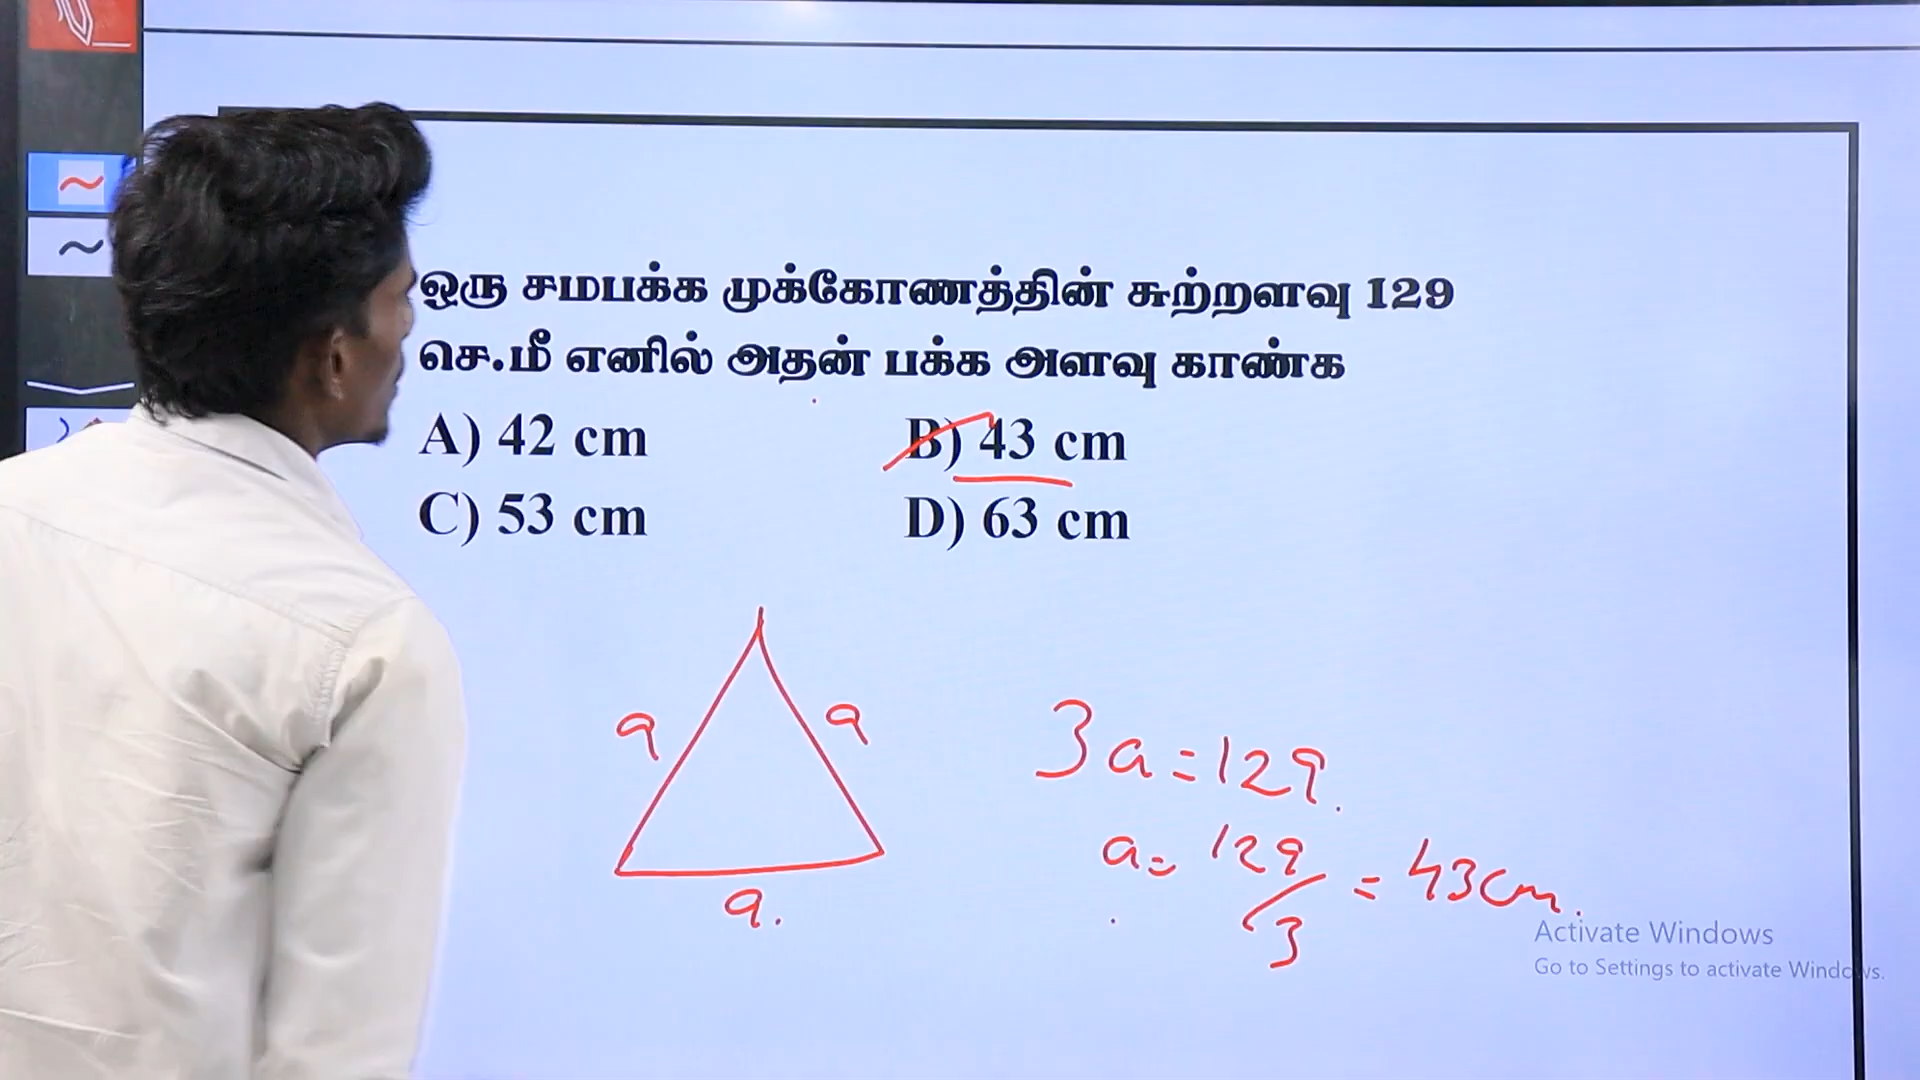 ஒரு சமபக்க முக்கோணத்தின் சுற்றளவு 129
செ.மீ எனில் அதன் பக்க அளவு காண்க
A) 42 cm B) 43 cm
C) 53 cm D) 63 cm
a a
a.
3a = 129.
a = 129/3 = 43cm.
Activate Windows
Go to Settings to activate Windows.